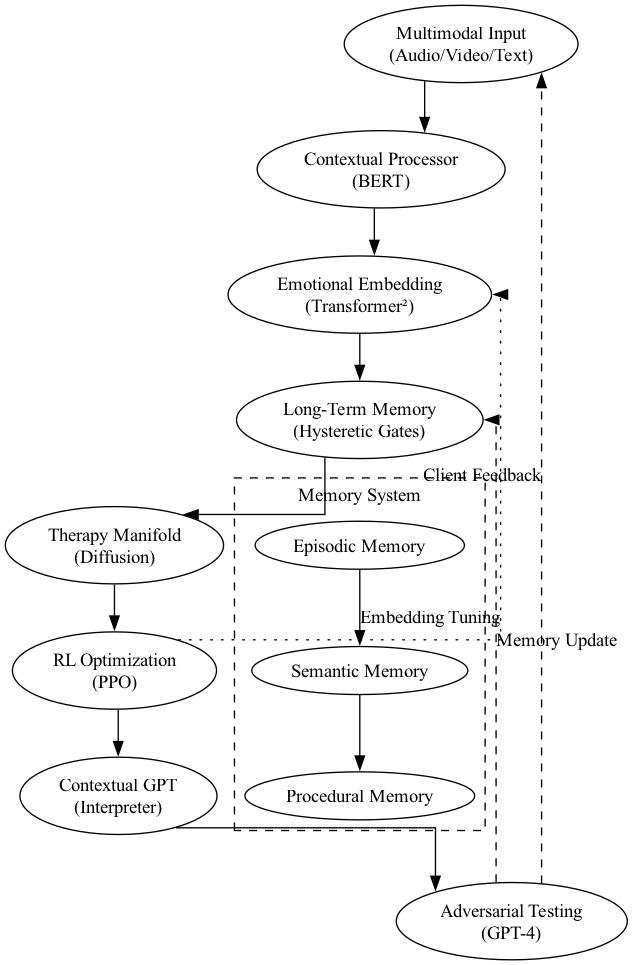 Multimodal Input
(Audio/Video/Text)
Contextual Processor
(BERT)
Emotional Embedding
(Transformer²)
Long-Term Memory
(Hysteretic Gates)
Client Feedback
Memory System
Therapy Manifold
(Diffusion)
Episodic Memory
Embedding Tuning
Memory Update
RL Optimization
(PPO)
Semantic Memory
Contextual GPT
(Interpreter)
Procedural Memory
Adversarial Testing
(GPT-4)